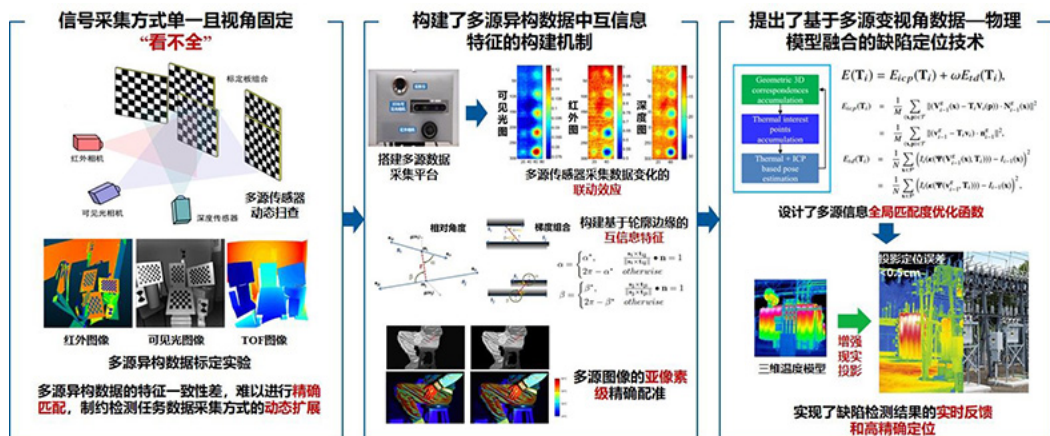 信号采集方式单一且视角固定
“看不全”
标定板组合
红外相机
可见光相机
深度传感器
多源传感器
动态扫查
红外图像
可见光图像
TOF图像
多源异构数据标定实验
多源异构数据的特征一致性差，难以进行精确
匹配，制约检测任务数据采集方式的动态扩展
构建了多源异构数据中互信息
特征的构建机制
搭建多源数据
采集平台
可见光图
红外图
深度图
多源传感器采集数据变化的
联动效应
相对角度
梯度组合
构建基于轮廓边缘的
互信息特征
多源图像的亚像素
级精确配准
提出了基于多源变视角数据—物理
模型融合的缺陷定位技术
Geometric 3D
correspondences
accumulation
Thermal interest
points
accumulation
Thermal + ICP
based pose
estimation
E(Tᵢ) = E_icp(Tᵢ) + ωE_td(Tᵢ),
设计了多源信息全局匹配度优化函数
投影定位误差
<0.5cm
三维温度模型
增强
现实
投影
实现了缺陷检测结果的实时反馈
和高精确定位